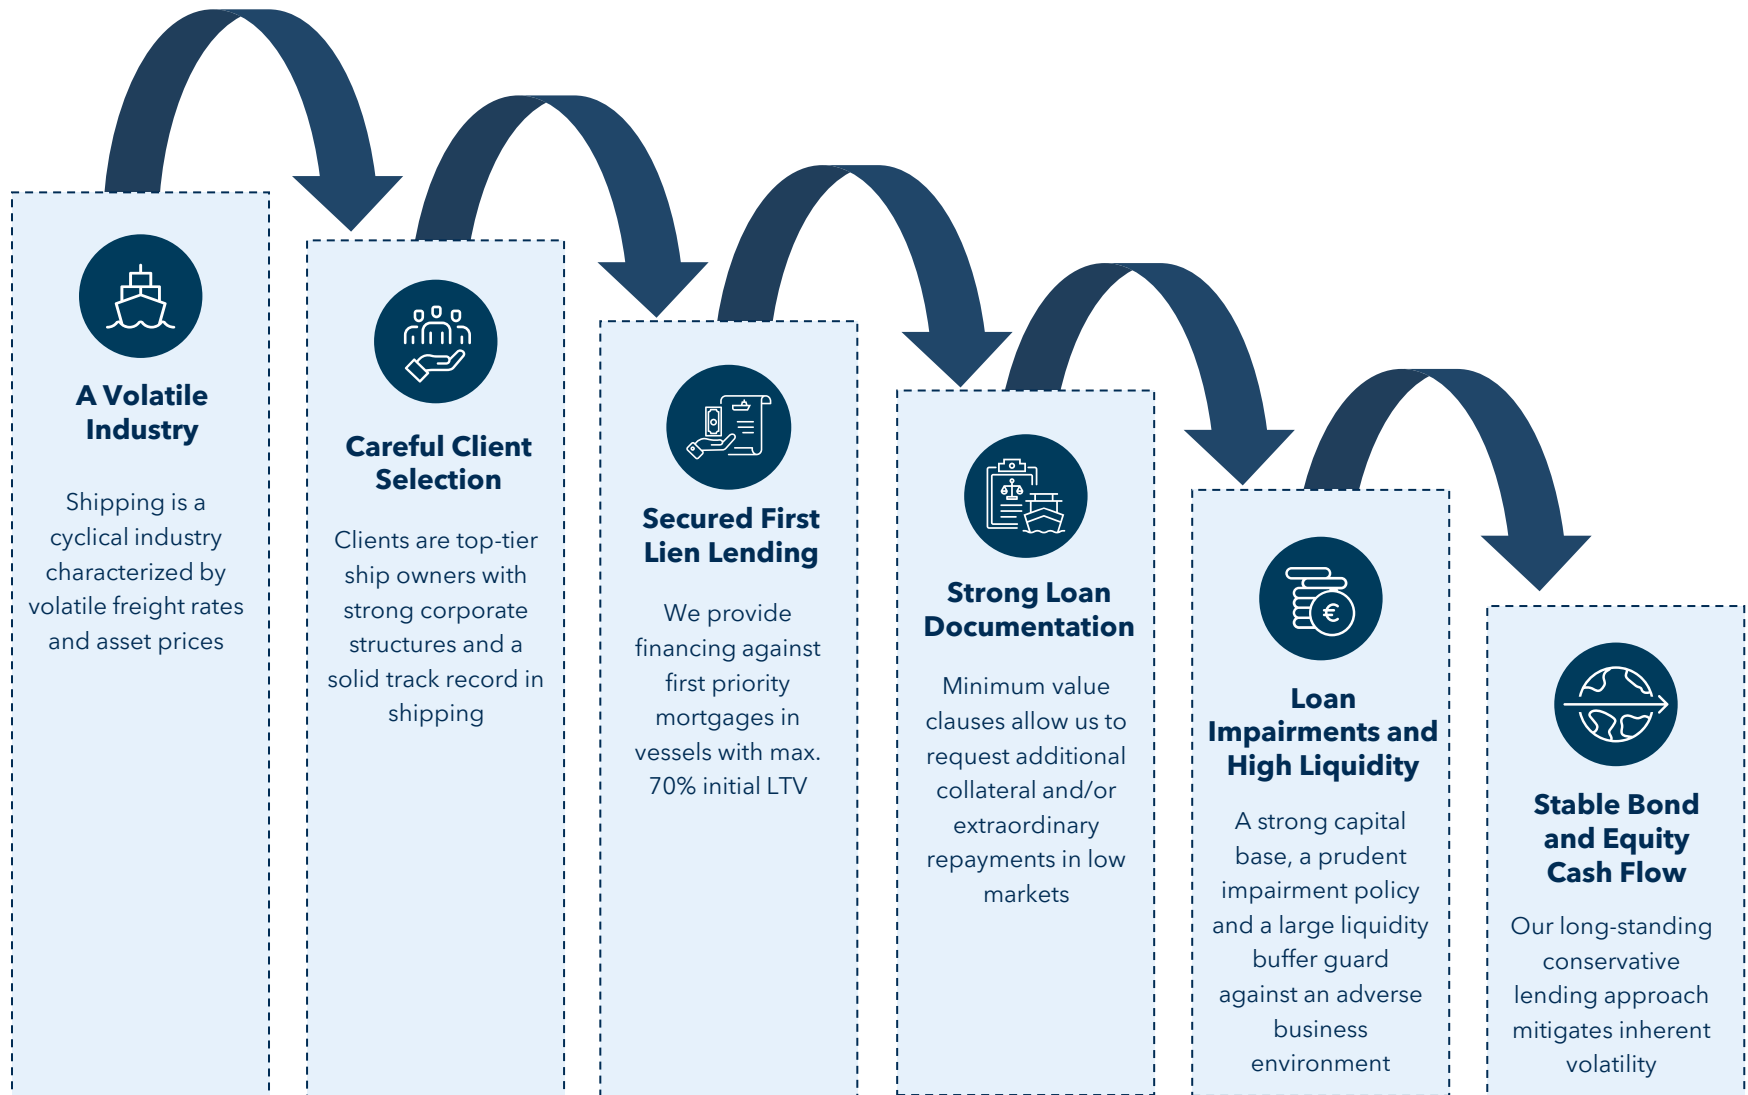 A Volatile
Industry
Shipping is a
cyclical industry
characterized by
volatile freight rates
and asset prices
Careful Client
Selection
Clients are top-tier
ship owners with
strong corporate
structures and a
solid track record in
shipping
Secured First
Lien Lending
We provide
financing against
first priority
mortgages in
vessels with max.
70% initial LTV
Strong Loan
Documentation
Minimum value
clauses allow us to
request additional
collateral and/or
extraordinary
repayments in low
markets
€
Loan
Impairments and
High Liquidity
A strong capital
base, a prudent
impairment policy
and a large liquidity
buffer guard
against an adverse
business
environment
Stable Bond
and Equity
Cash Flow
Our long-standing
conservative
lending approach
mitigates inherent
volatility